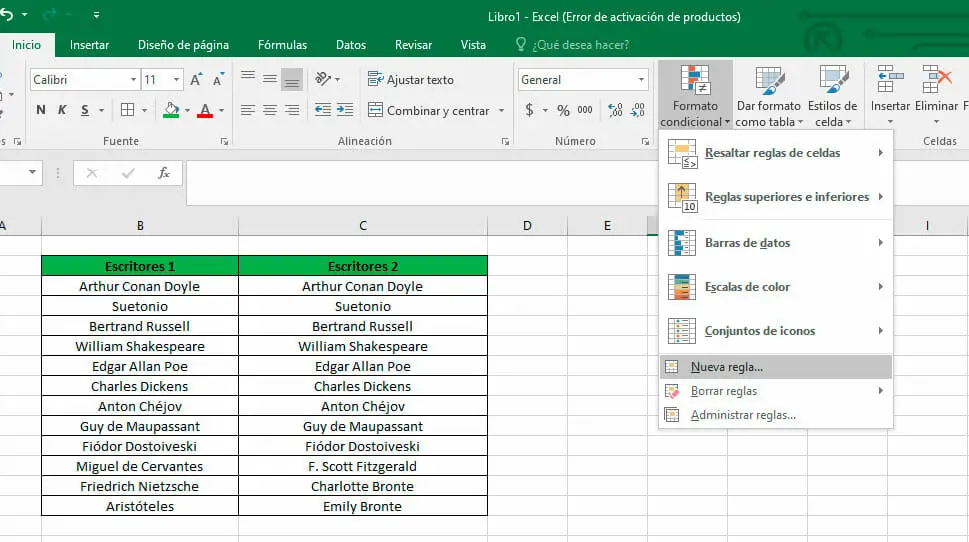 Libro1 - Excel (Error de activación de productos)
Inicio Insertar Diseño de página Fórmulas Datos Revisar Vista ¿Qué desea hacer?
Calibri 11 A A Ajustar texto General
N K S A Combinar y centrar $ % 000
Formato condicional
Dar formato como tabla
Estilos de celda
Insertar Eliminar F
Fuente Alineación Número Celdas
fx
Resaltar reglas de celdas
Reglas superiores e inferiores
10
Barras de datos
Escalas de color
Conjuntos de iconos
Nueva regla...
Borrar reglas
Administrar reglas...
A B C D E I
Escritores 1 Escritores 2
Arthur Conan Doyle Arthur Conan Doyle
Suetonio Suetonio
Bertrand Russell Bertrand Russell
William Shakespeare William Shakespeare
Edgar Allan Poe Edgar Allan Poe
Charles Dickens Charles Dickens
Anton Chéjov Anton Chéjov
Guy de Maupassant Guy de Maupassant
Fiódor Dostoiveski Fiódor Dostoiveski
Miguel de Cervantes F. Scott Fitzgerald
Friedrich Nietzsche Charlotte Bronte
Aristóteles Emily Bronte